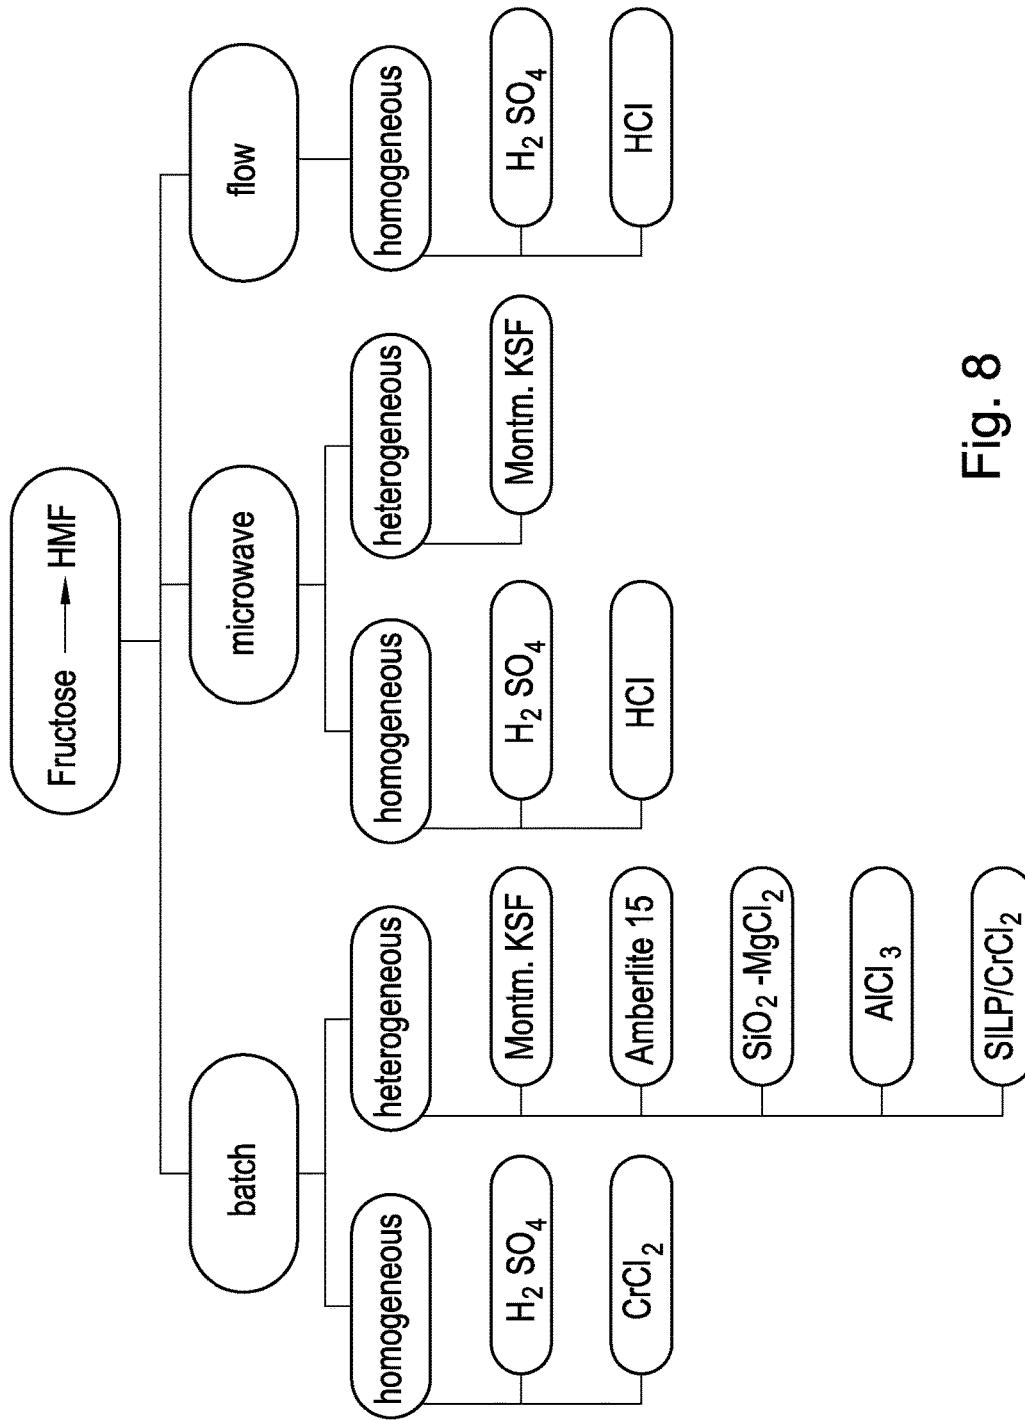 Fructose → HMF
batch
microwave
flow
homogeneous
heterogeneous
homogeneous
heterogeneous
homogeneous
H2 SO4
Montm. KSF
H2 SO4
Montm. KSF
H2 SO4
CrCl2
Amberlite 15
HCl
HCl
SiO2 -MgCl2
AlCl3
SILP/CrCl2
Fig. 8